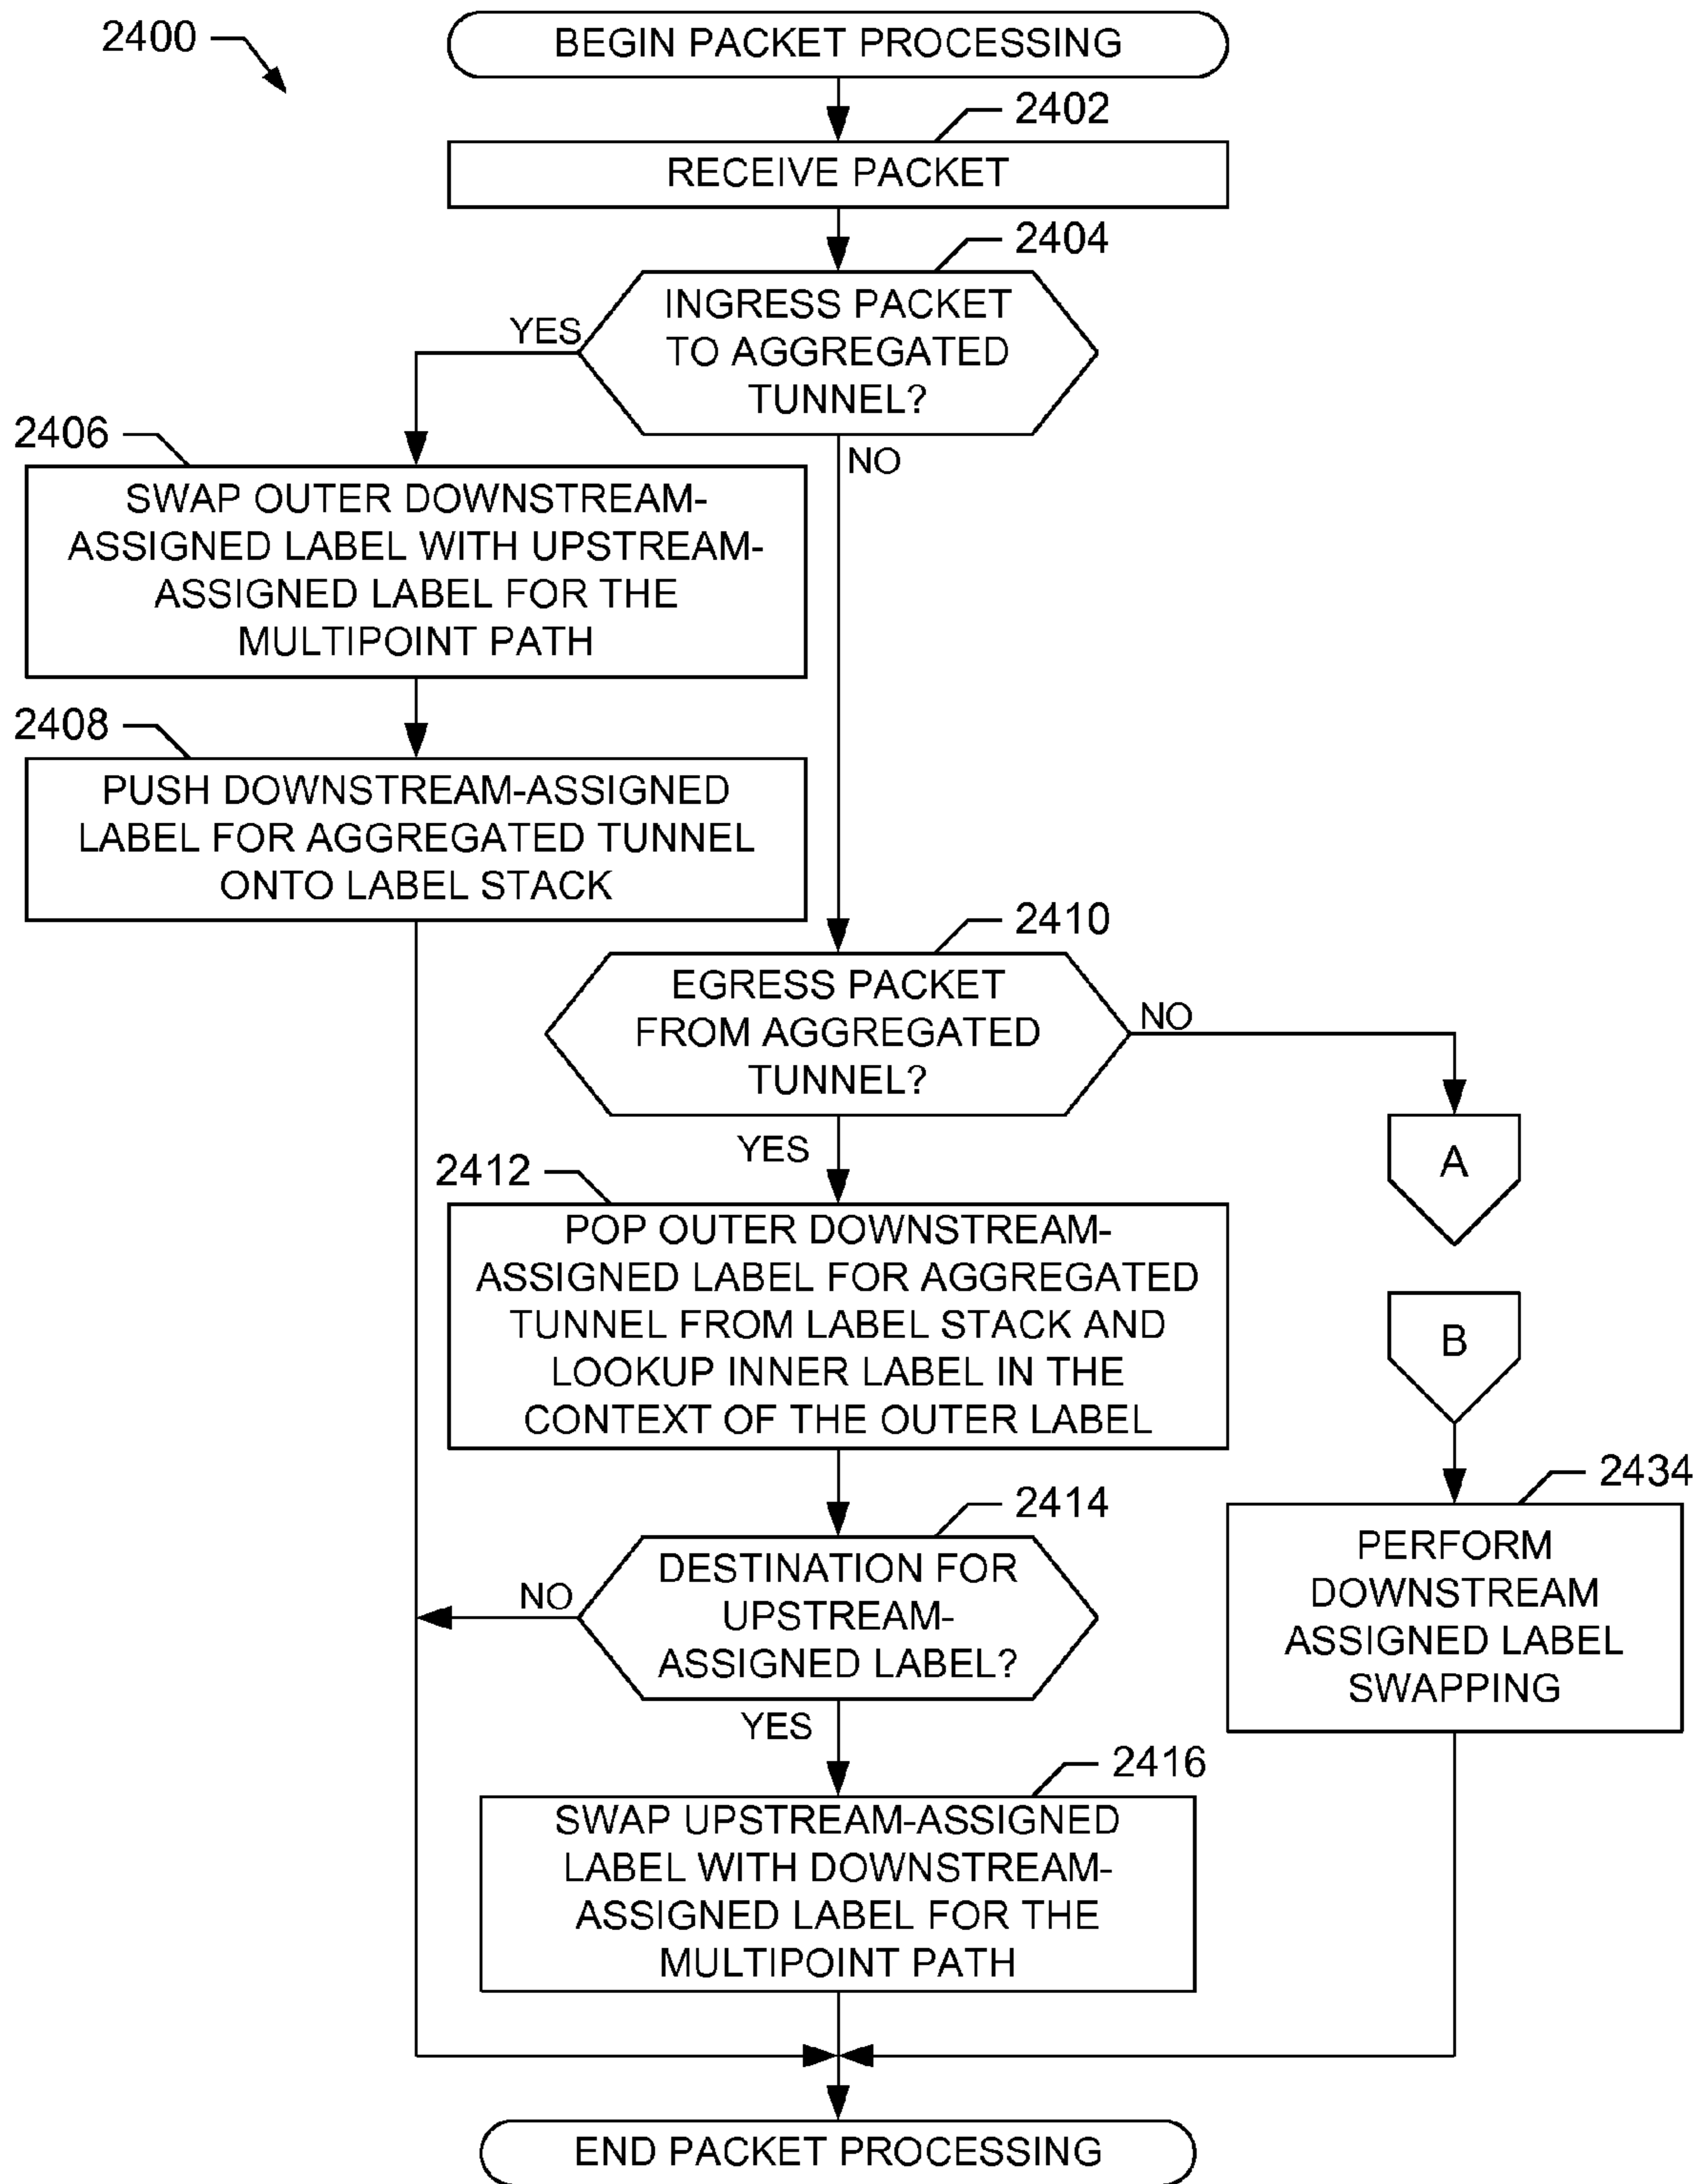 2400
BEGIN PACKET PROCESSING
2402
RECEIVE PACKET
2404
INGRESS PACKET
TO AGGREGATED
TUNNEL?
YES
NO
2406
SWAP OUTER DOWNSTREAM-
ASSIGNED LABEL WITH UPSTREAM-
ASSIGNED LABEL FOR THE
MULTIPOINT PATH
2408
PUSH DOWNSTREAM-ASSIGNED
LABEL FOR AGGREGATED TUNNEL
ONTO LABEL STACK
2410
EGRESS PACKET
FROM AGGREGATED
TUNNEL?
NO
YES
A
2412
POP OUTER DOWNSTREAM-
ASSIGNED LABEL FOR AGGREGATED
TUNNEL FROM LABEL STACK AND
LOOKUP INNER LABEL IN THE
CONTEXT OF THE OUTER LABEL
B
2414
DESTINATION FOR
UPSTREAM-
ASSIGNED LABEL?
NO
YES
2434
PERFORM
DOWNSTREAM
ASSIGNED LABEL
SWAPPING
2416
SWAP UPSTREAM-ASSIGNED
LABEL WITH DOWNSTREAM-
ASSIGNED LABEL FOR THE
MULTIPOINT PATH
END PACKET PROCESSING